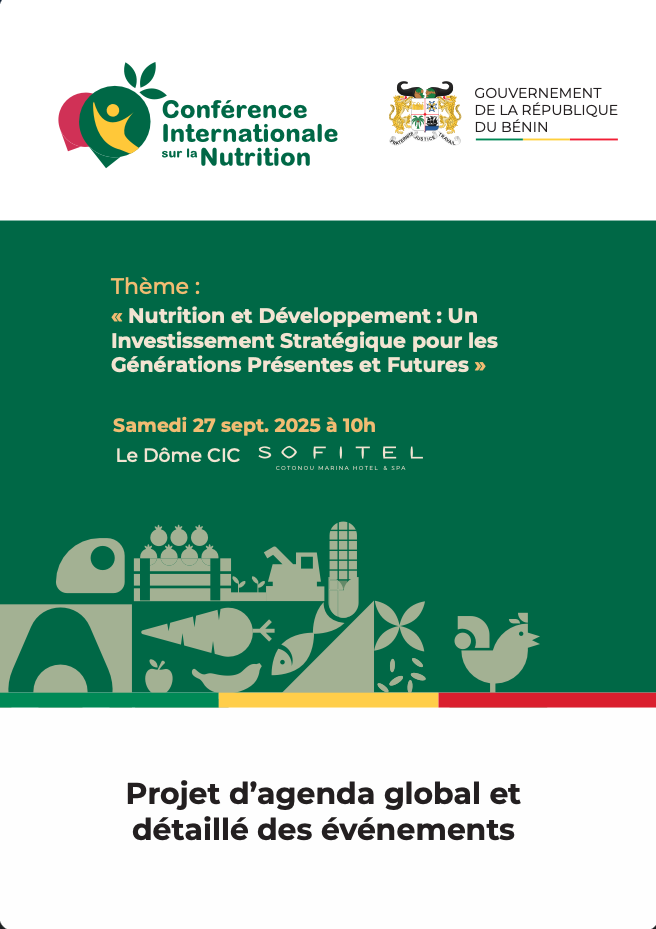 Conférence
Internationale
sur la Nutrition
GOUVERNEMENT
DE LA RÉPUBLIQUE
DU BÉNIN
FRATERNITÉ JUSTICE TRAVAIL
Thème :
« Nutrition et Développement : Un
Investissement Stratégique pour les
Générations Présentes et Futures »
Samedi 27 sept. 2025 à 10h
Le Dôme CIC SOFITEL
COTONOU MARINA HOTEL & SPA
Projet d’agenda global et
détaillé des événements